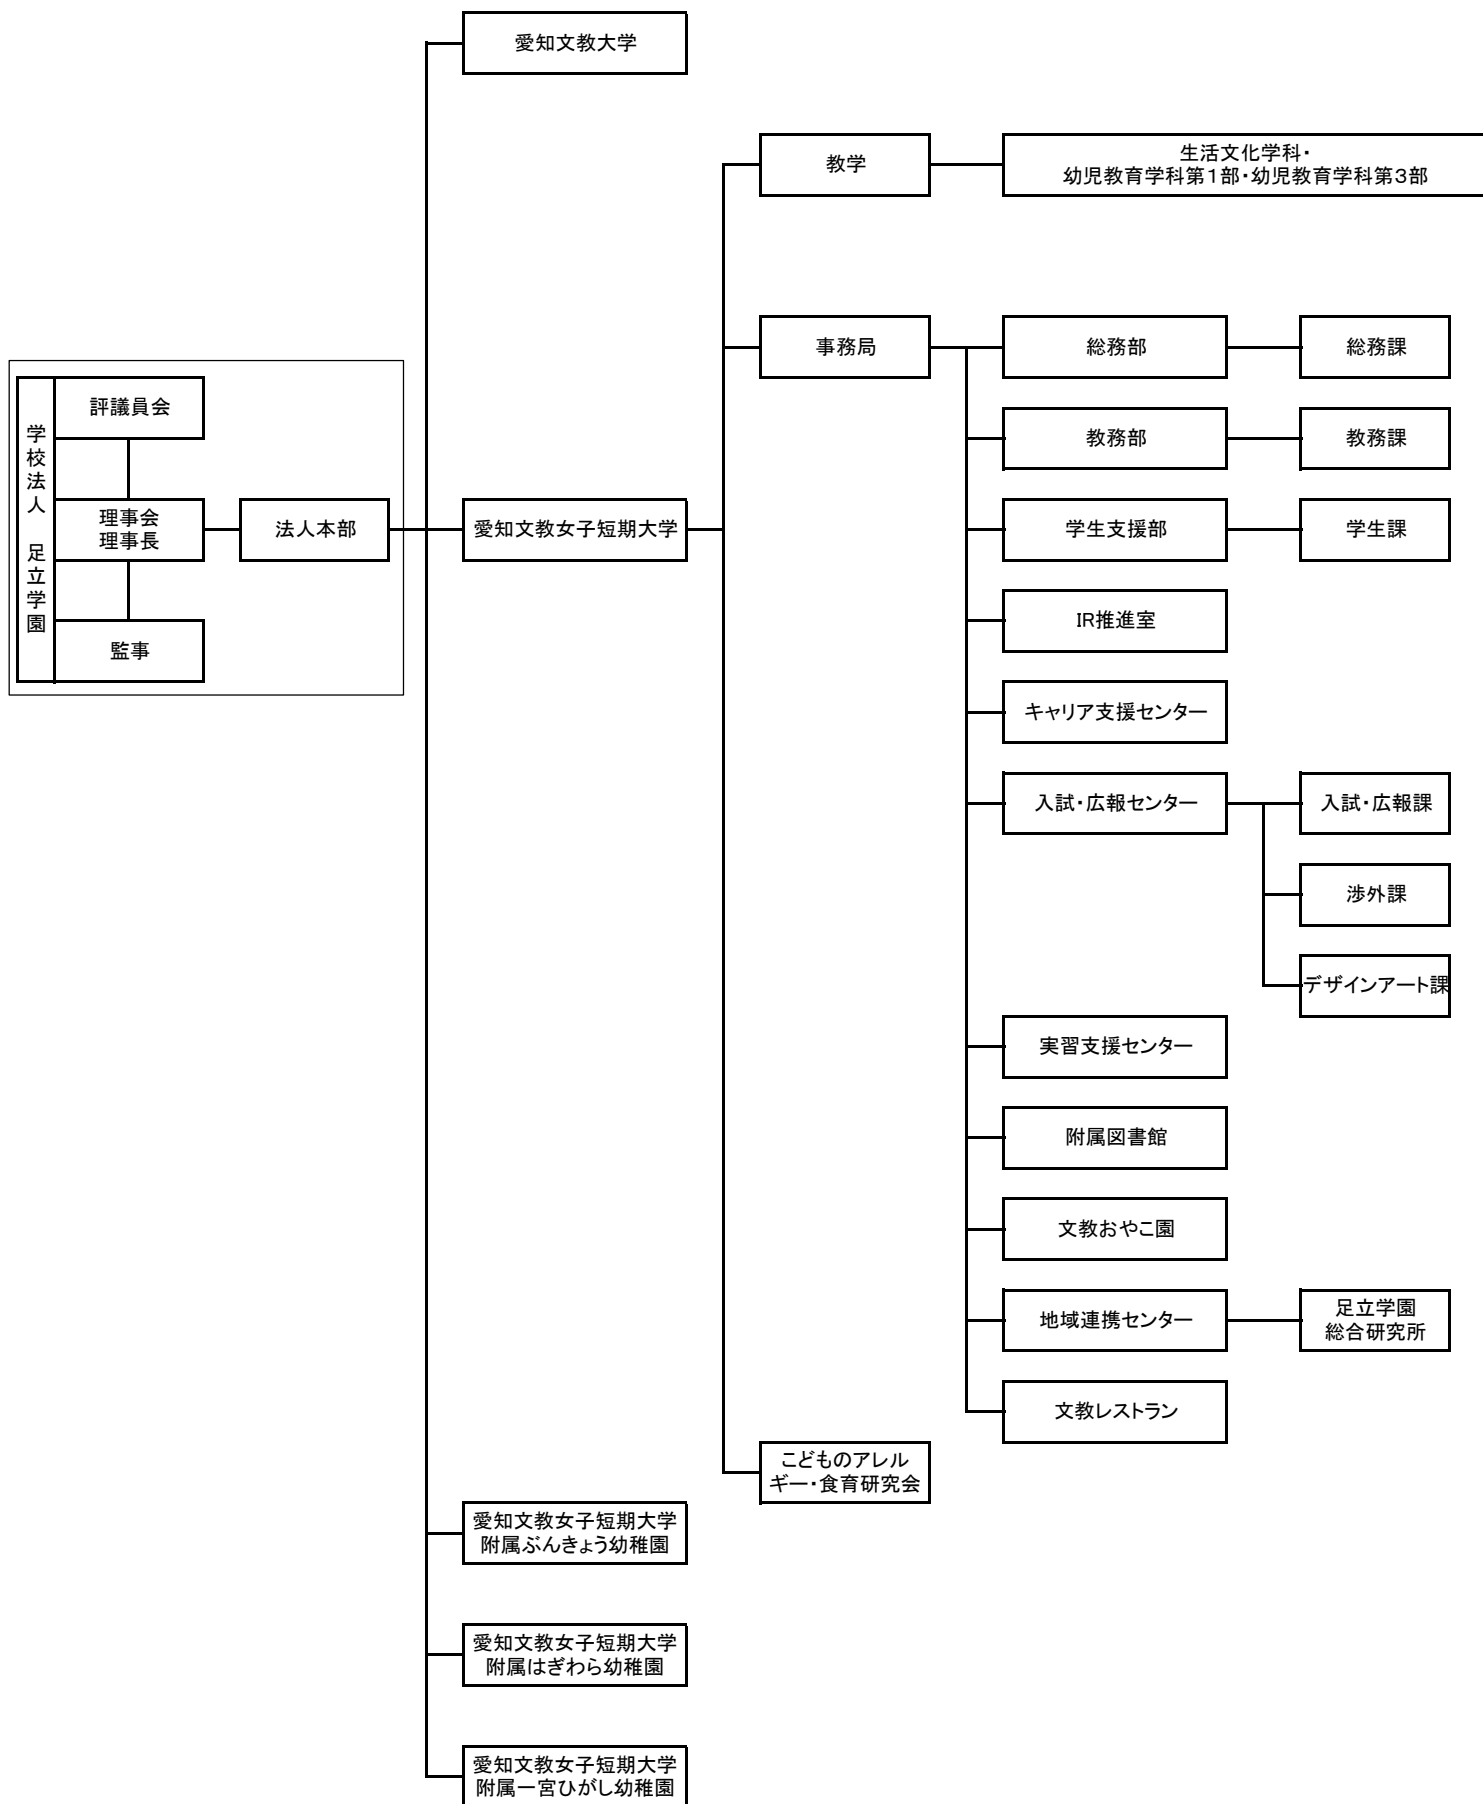 愛知文教大学
教学
生活文化学科・
幼児教育学科第1部・幼児教育学科第3部
事務局
総務部
総務課
学校法人 足立学園
評議員会
教務部
教務課
理事会
理事長
法人本部
愛知文教女子短期大学
学生支援部
学生課
監事
IR推進室
キャリア支援センター
入試・広報センター
入試・広報課
渉外課
デザインアート課
実習支援センター
附属図書館
文教おやこ園
地域連携センター
足立学園
総合研究所
文教レストラン
こどものアレル
ギー・食育研究会
愛知文教女子短期大学
附属ぶんきょう幼稚園
愛知文教女子短期大学
附属はぎわら幼稚園
愛知文教女子短期大学
附属一宮ひがし幼稚園